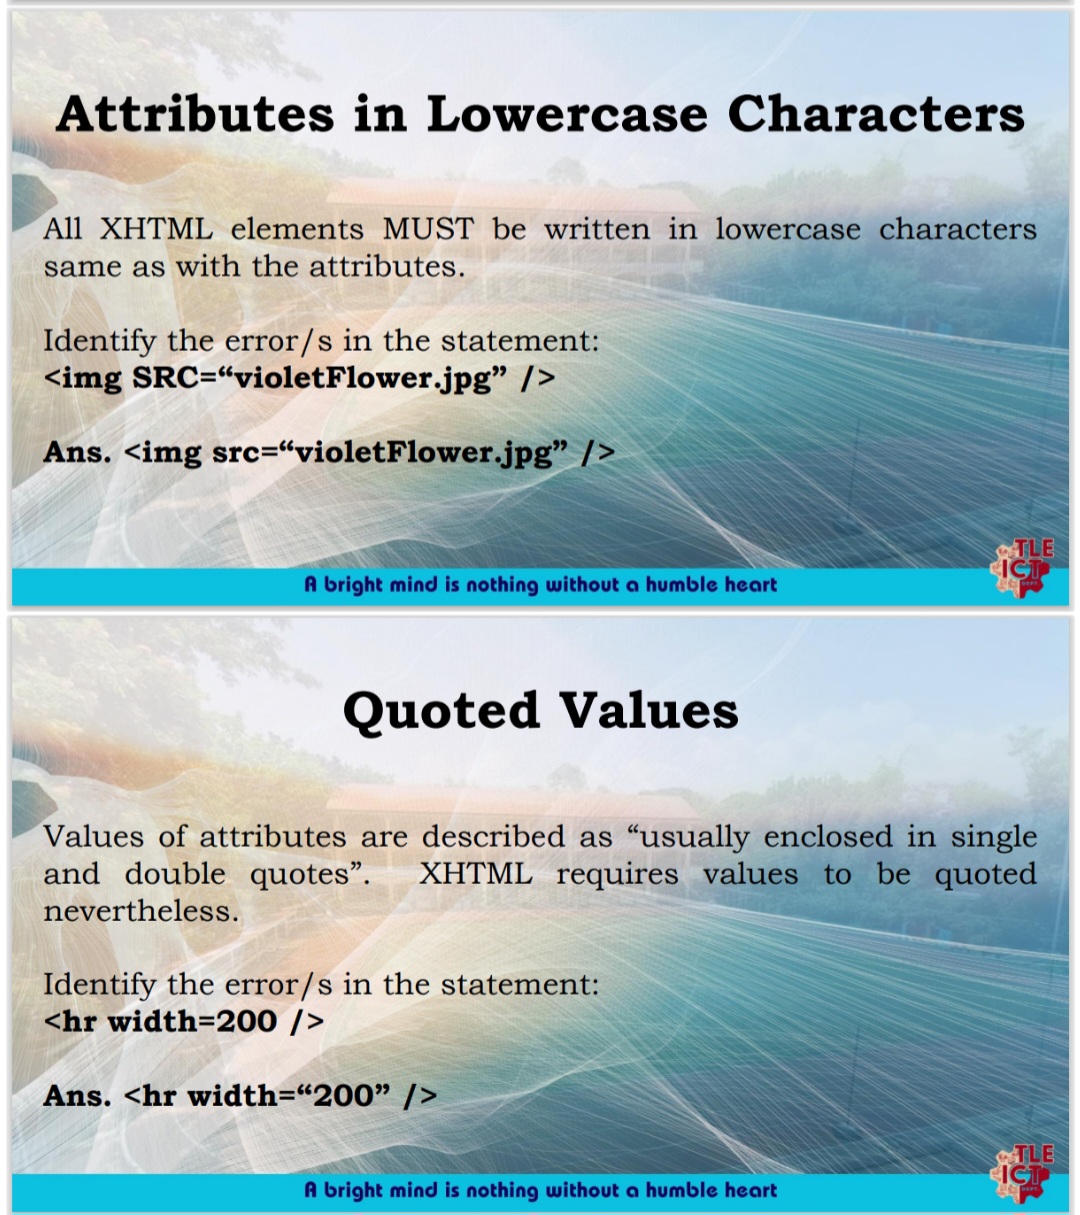 Attributes in Lowercase Characters
All XHTML elements MUST be written in lowercase characters
same as with the attributes.
Identify the error/s in the statement:
<img SRC=“violetFlower.jpg” />
Ans. <img src=“violetFlower.jpg” />
TLE
ICT
DEPT
A bright mind is nothing without a humble heart
Quoted Values
Values of attributes are described as “usually enclosed in single
and double quotes”. XHTML requires values to be quoted
nevertheless.
Identify the error/s in the statement:
<hr width=200 />
Ans. <hr width=“200” />
TLE
ICT
DEPT
A bright mind is nothing without a humble heart